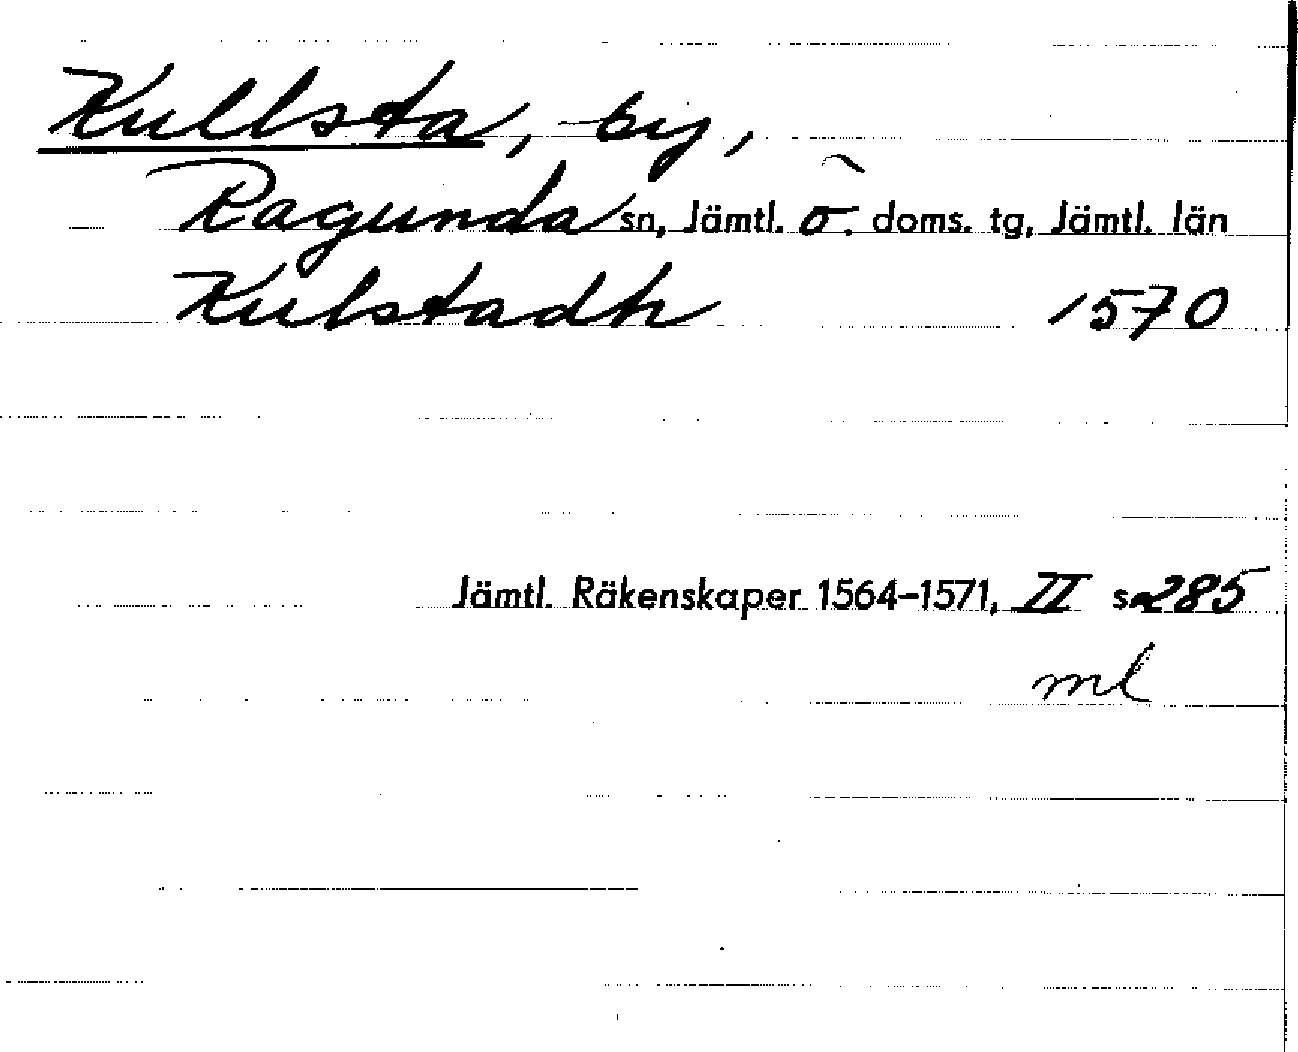 Kullsta, by,
Ragunda sn, Jämtl. ö. doms. tg, Jämtl. län
Kulstadh 1570
Jämtl. Räkenskaper 1564-1571, II s. 285
ml